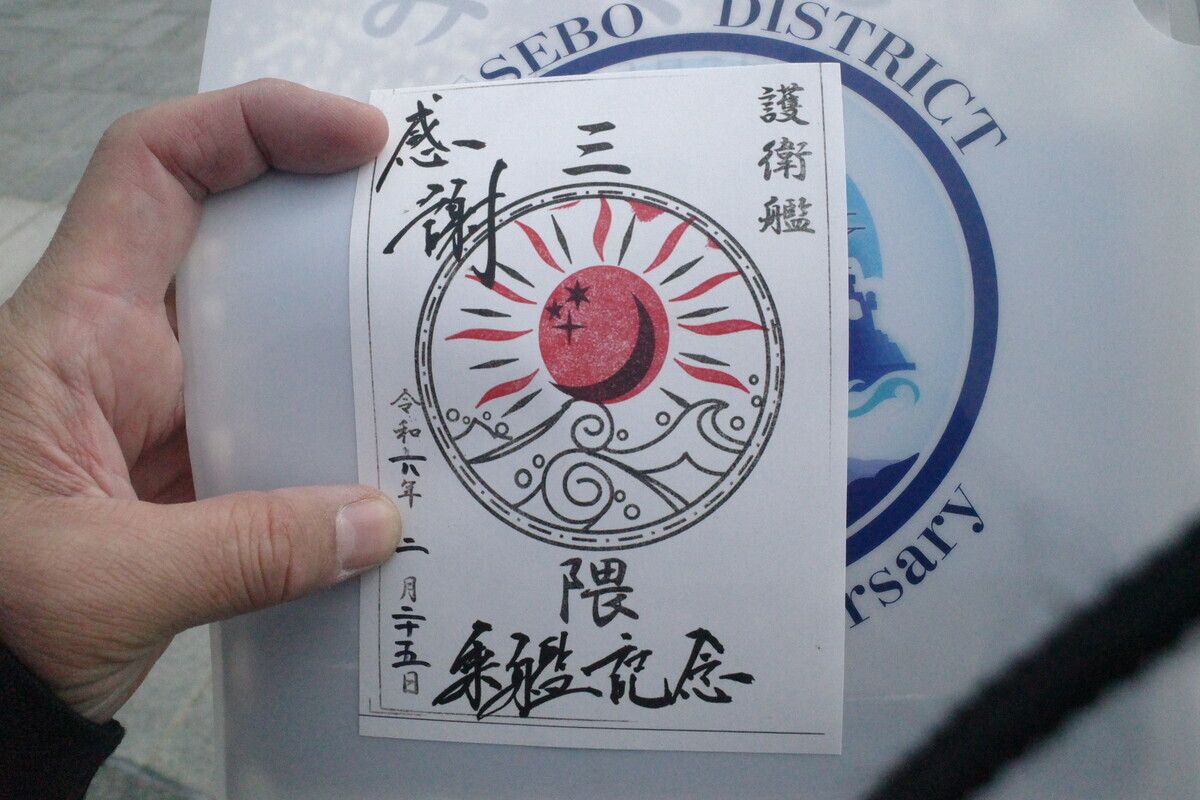 み
SEBO DISTRICT
護衛艦
三
隈
感謝
令和六年 二月二十五日
乗艦記念
rsary